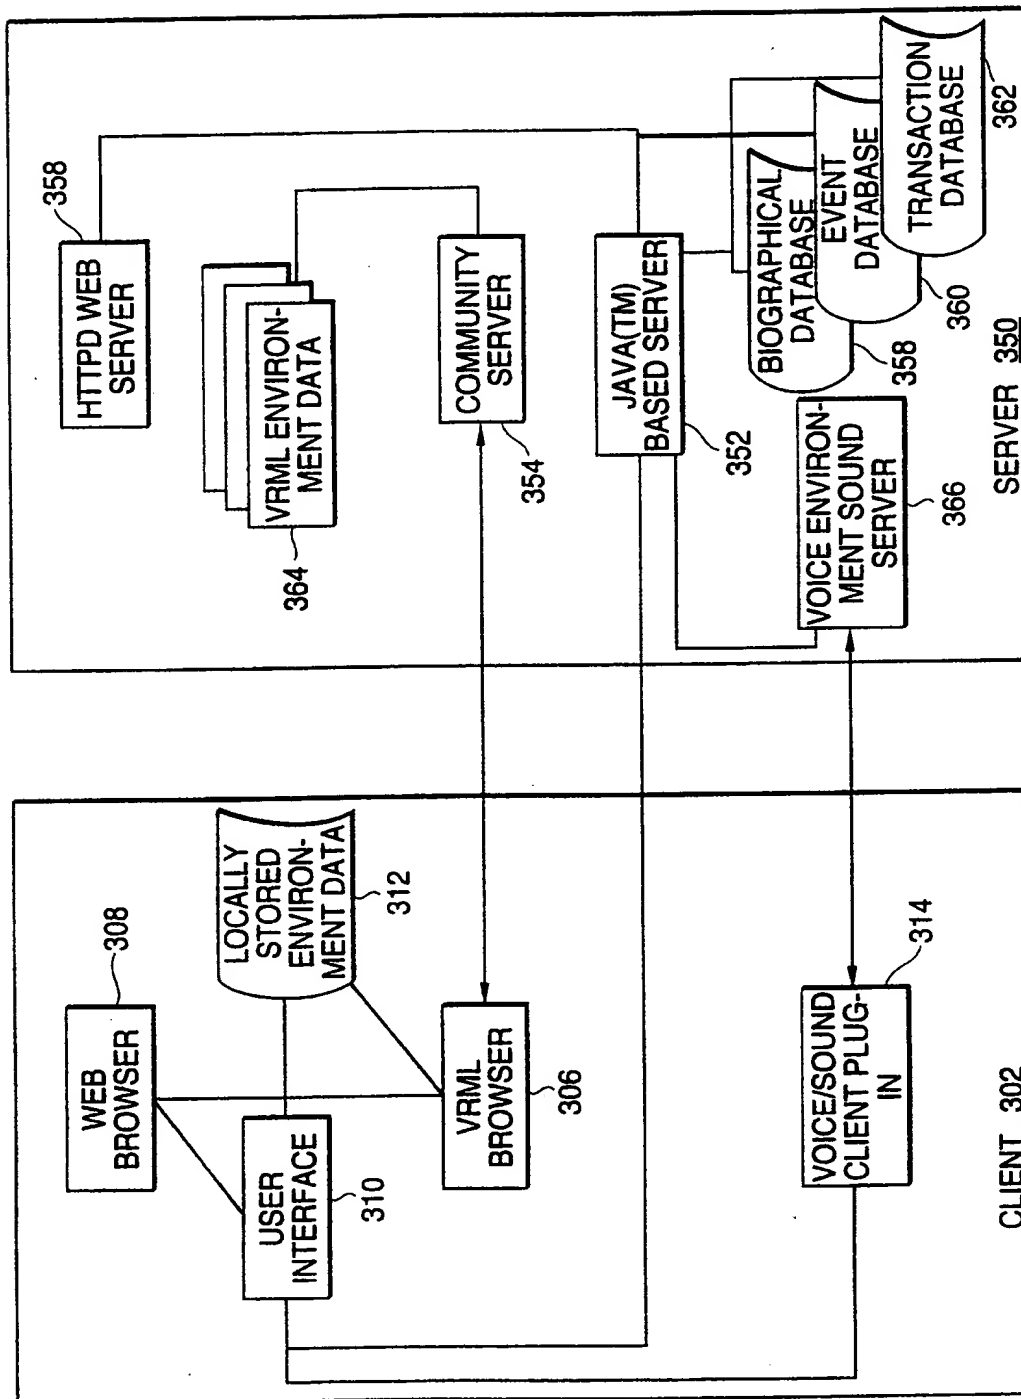 358
HTTPD WEB
SERVER
VRML ENVIRON-
MENT DATA
364
COMMUNITY
SERVER
354
JAVA(TM)
BASED SERVER
352
BIOGRAPHICAL
DATABASE
358
EVENT
DATABASE
360
TRANSACTION
DATABASE
362
VOICE ENVIRON-
MENT SOUND
SERVER
366
SERVER 350
WEB
BROWSER
308
LOCALLY
STORED
ENVIRON-
MENT DATA
312
USER
INTERFACE
310
VRML
BROWSER
306
VOICE/SOUND
CLIENT PLUG-
IN
314
CLIENT 302